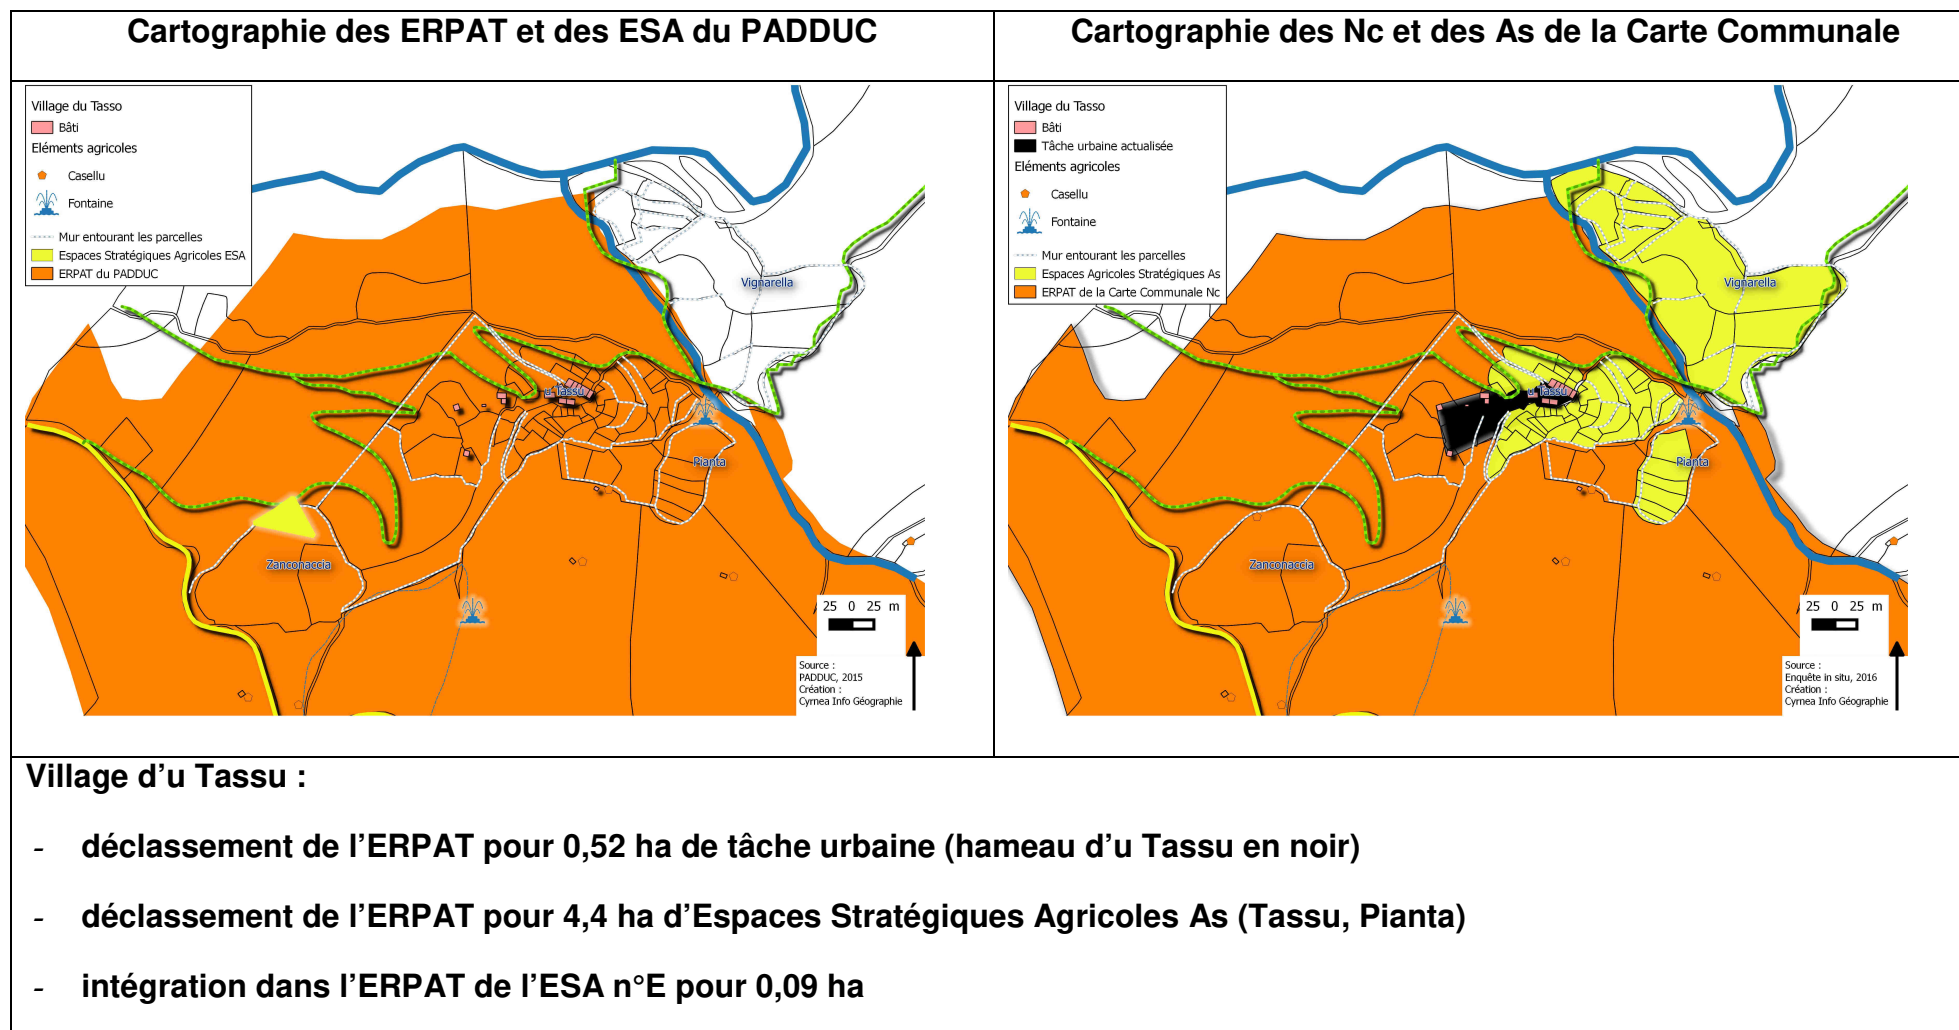 Cartographie des ERPAT et des ESA du PADDUC
Cartographie des Nc et des As de la Carte Communale
Village du Tasso
Bâti
Eléments agricoles
Casellu
Fontaine
Mur entourant les parcelles
Espaces Stratégiques Agricoles ESA
ERPAT du PADDUC
Vignarella
u Tassu
Pianta
Zanconaccia
25 0 25 m
Source :
PADDUC, 2015
Création :
Cyrnea Info Géographie
Village du Tasso
Bâti
Tâche urbaine actualisée
Eléments agricoles
Casellu
Fontaine
Mur entourant les parcelles
Espaces Agricoles Stratégiques As
ERPAT de la Carte Communale Nc
Vignarella
u Tassu
Pianta
Zanconaccia
25 0 25 m
Source :
Enquête in situ, 2016
Création :
Cyrnea Info Géographie
Village d’u Tassu :
- déclassement de l’ERPAT pour 0,52 ha de tâche urbaine (hameau d’u Tassu en noir)
- déclassement de l’ERPAT pour 4,4 ha d’Espaces Stratégiques Agricoles As (Tassu, Pianta)
- intégration dans l’ERPAT de l’ESA n°E pour 0,09 ha